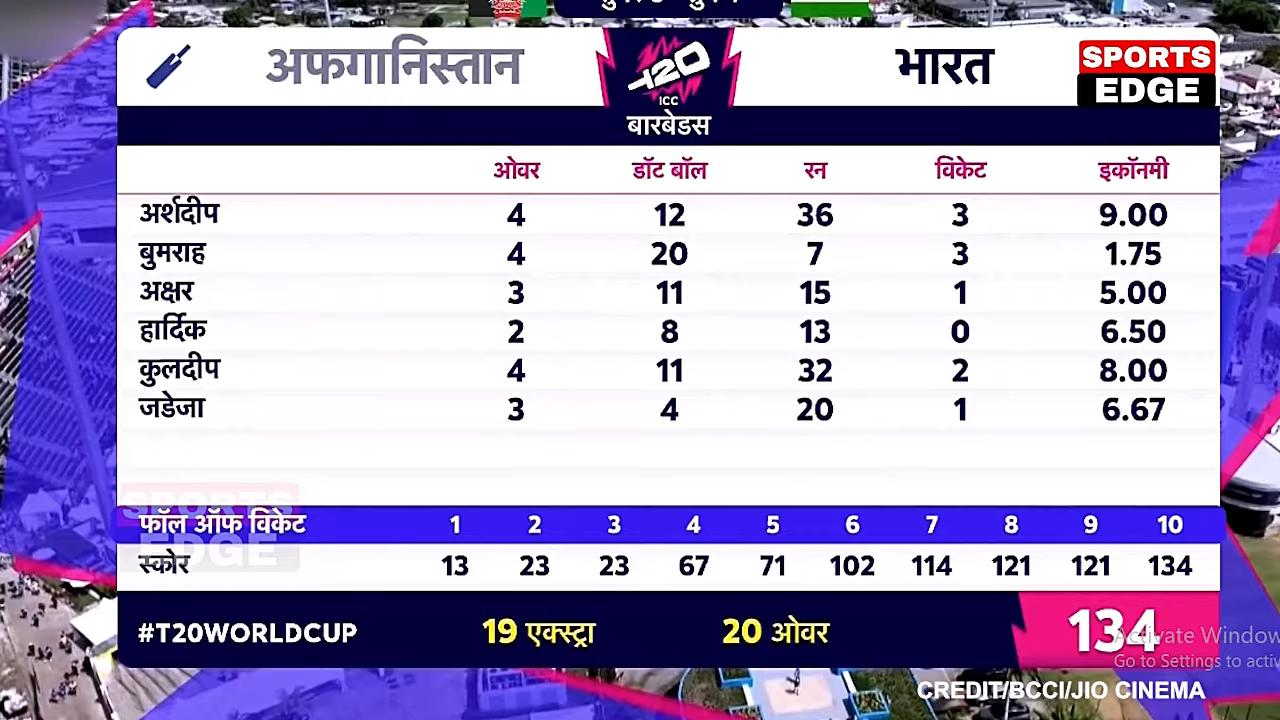 अफगानिस्तान T20 भारत SPORTS
ICC EDGE
बारबेडस
ओवर डॉट बॉल रन विकेट इकॉनमी
अर्शदीप 4 12 36 3 9.00
बुमराह 4 20 7 3 1.75
अक्षर 3 11 15 1 5.00
हार्दिक 2 8 13 0 6.50
कुलदीप 4 11 32 2 8.00
जडेजा 3 4 20 1 6.67
SPORTS
EDGE
फॉल ऑफ विकेट 1 2 3 4 5 6 7 8 9 10
स्कोर 13 23 23 67 71 102 114 121 121 134
#T20WORLDCUP 19 एक्स्ट्रा 20 ओवर 134
Activate Window
Go to Settings to activ
CREDIT/BCCI/JIO CINEMA